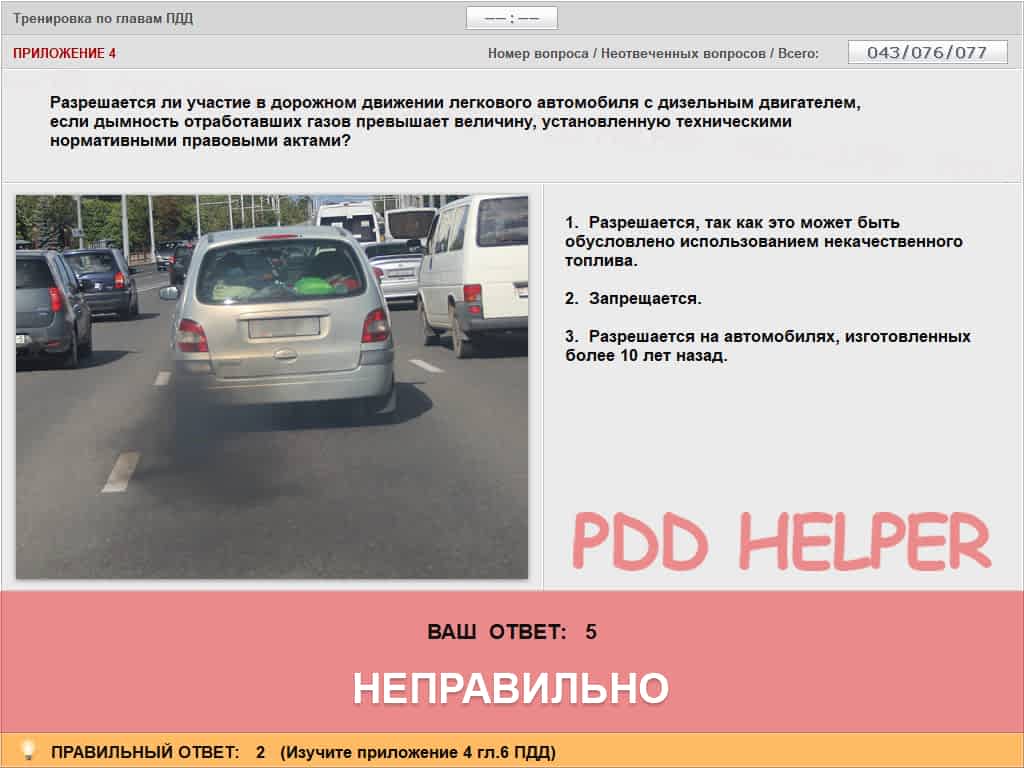 Тренировка по главам ПДД
—— : ——
ПРИЛОЖЕНИЕ 4
Номер вопроса / Неотвеченных вопросов / Всего:
043/076/077
Разрешается ли участие в дорожном движении легкового автомобиля с дизельным двигателем,
если дымность отработавших газов превышает величину, установленную техническими
нормативными правовыми актами?
1. Разрешается, так как это может быть
обусловлено использованием некачественного
топлива.
2. Запрещается.
3. Разрешается на автомобилях, изготовленных
более 10 лет назад.
PDD HELPER
ВАШ ОТВЕТ: 5
НЕПРАВИЛЬНО
ПРАВИЛЬНЫЙ ОТВЕТ: 2 (Изучите приложение 4 гл.6 ПДД)